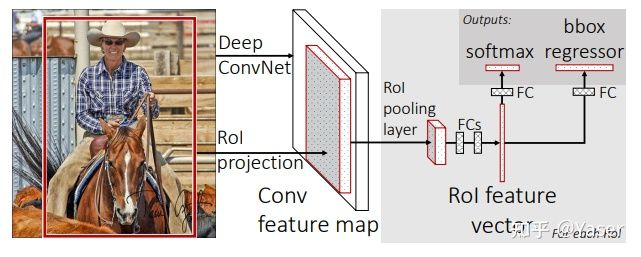 Outputs:
bbox
softmax regressor
Deep
ConvNet
FC
FC
RoI
pooling
layer
FCs
RoI
projection
Conv
feature map
RoI feature
vector
For each RoI
知乎 @Yaser